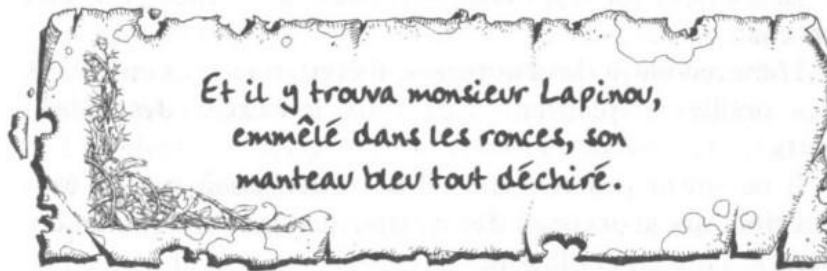 Et il y trouva monsieur Lapinou,
emmêlé dans les ronces, son
manteau bleu tout déchiré.